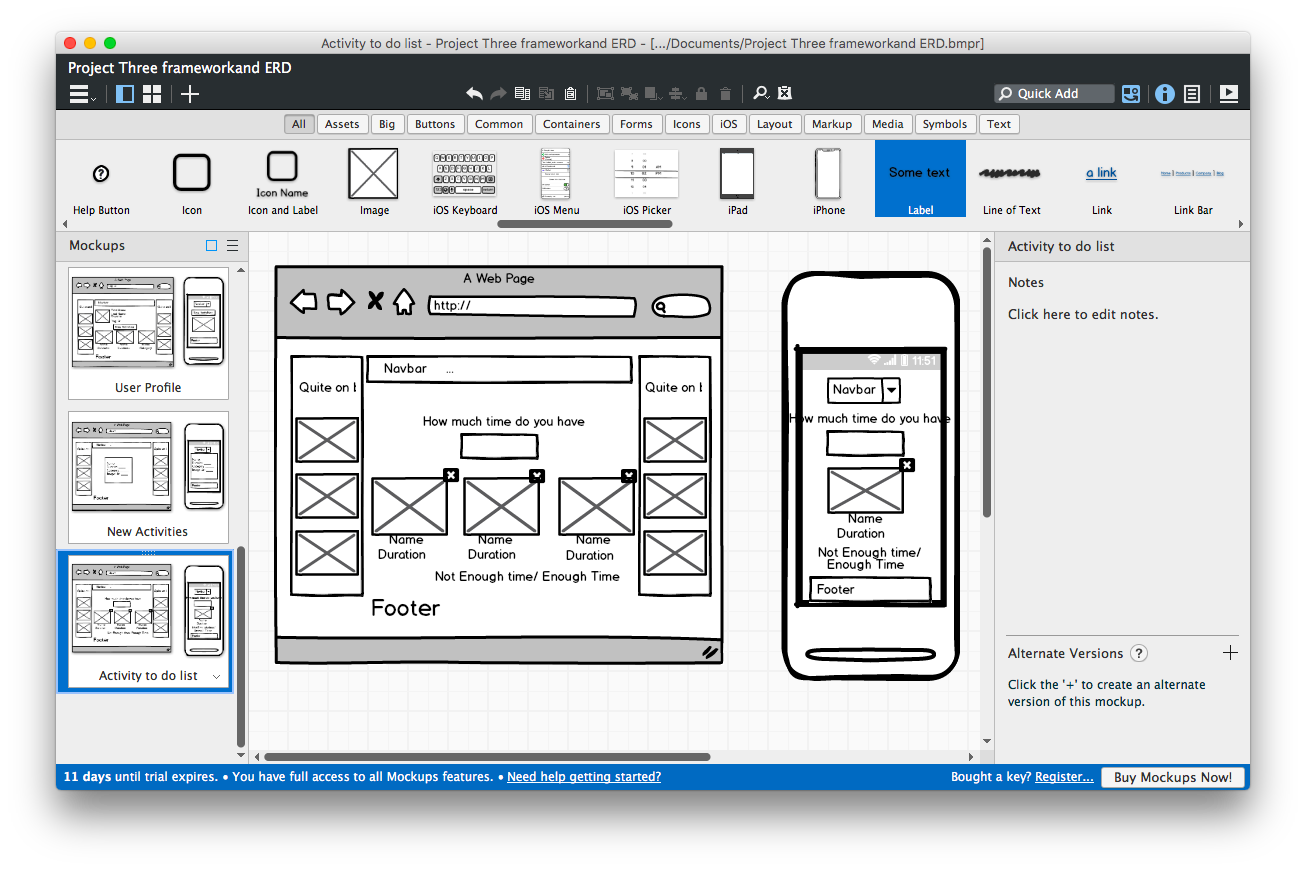 Activity to do list - Project Three frameworkand ERD - [.../Documents/Project Three frameworkand ERD.bmpr]
Project Three frameworkand ERD
Quick Add
All Assets Big Buttons Common Containers Forms Icons iOS Layout Markup Media Symbols Text
Icon Name
Some text
a link
Help Button Icon Icon and Label Image iOS Keyboard iOS Menu iOS Picker iPad iPhone Label Line of Text Link Link Bar
Mockups
User Profile
New Activities
Activity to do list
A Web Page
http://
Navbar ...
Quite on
Quite on
How much time do you have
Name
Duration
Name
Duration
Name
Duration
Not Enough time/ Enough Time
Footer
11:51
Navbar
How much time do you have
Name
Duration
Not Enough time/
Enough Time
Footer
Activity to do list
Notes
Click here to edit notes.
Alternate Versions ?
Click the '+' to create an alternate
version of this mockup.
11 days until trial expires. • You have full access to all Mockups features. • Need help getting started?
Bought a key? Register...
Buy Mockups Now!